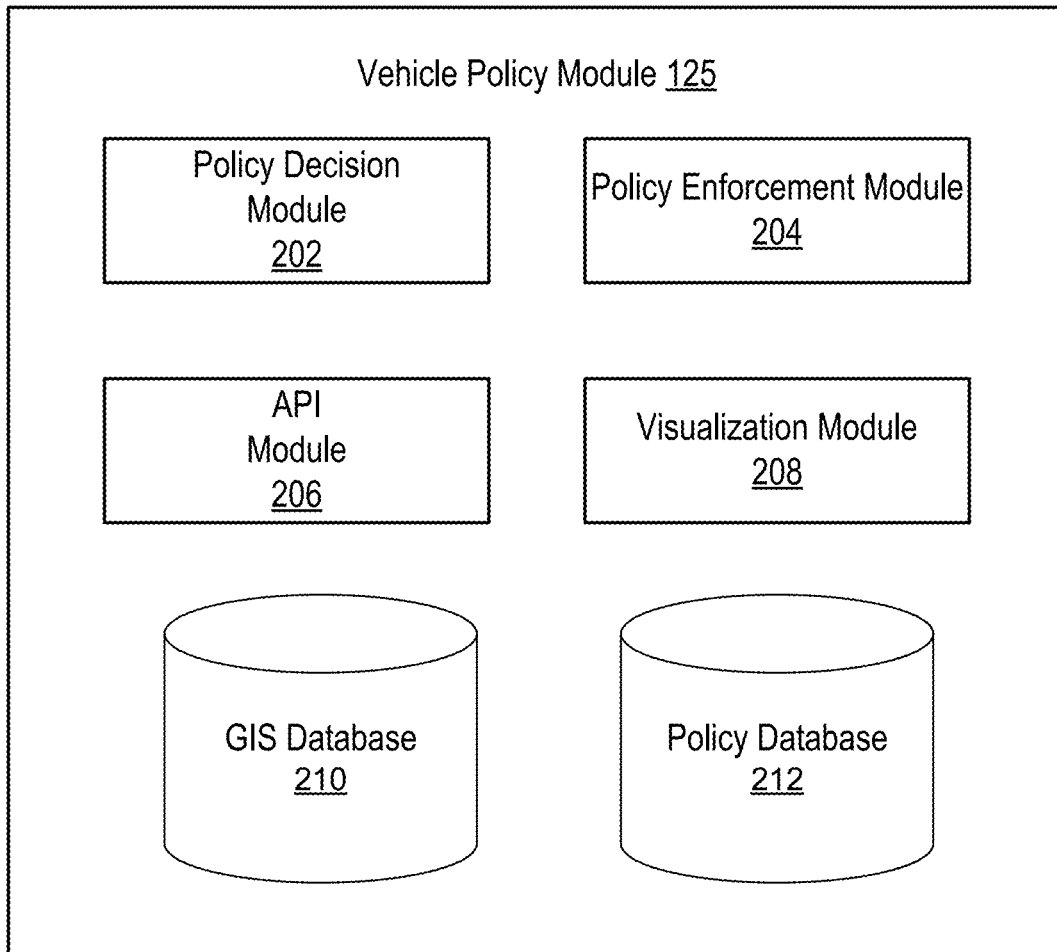 Vehicle Policy Module 125
Policy Decision
Module
202
Policy Enforcement Module
204
API
Module
206
Visualization Module
208
GIS Database
210
Policy Database
212